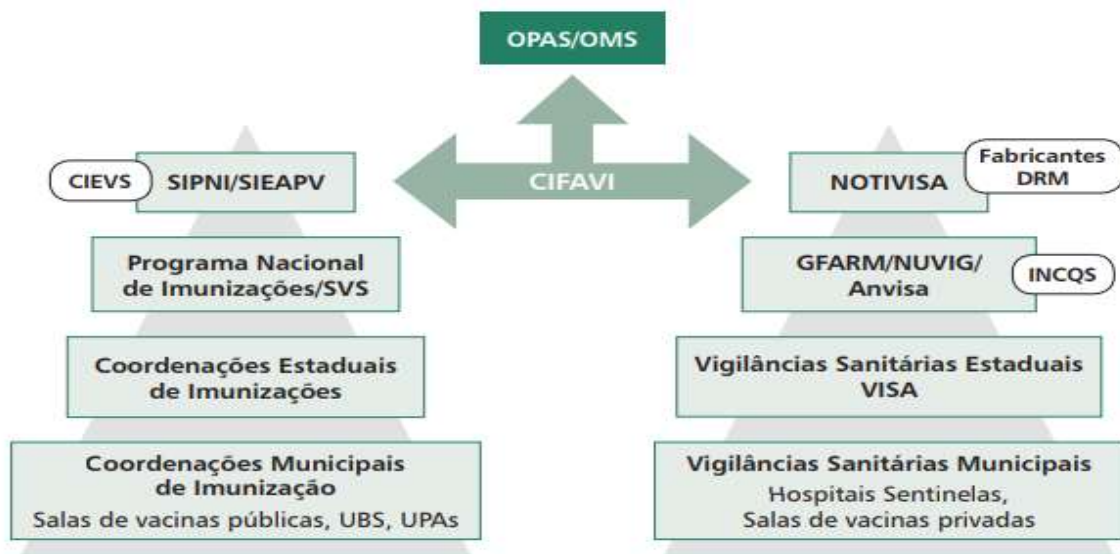 OPAS/OMS
CIEVS
SIPNI/SIEAPV
CIFAVI
NOTIVISA
Fabricantes
DRM
Programa Nacional
de Imunizações/SVS
GFARM/NUVIG/
Anvisa
INCQS
Coordenações Estaduais
de Imunizações
Vigilâncias Sanitárias Estaduais
VISA
Coordenações Municipais
de Imunização
Salas de vacinas públicas, UBS, UPAs
Vigilâncias Sanitárias Municipais
Hospitais Sentinelas,
Salas de vacinas privadas